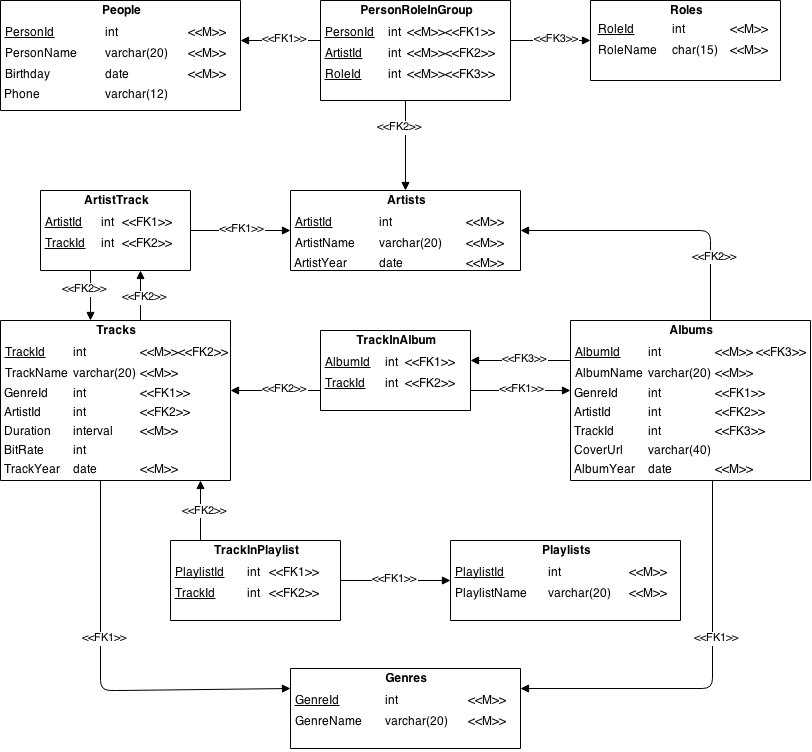 People
PersonId int <<M>>
PersonName varchar(20) <<M>>
Birthday date <<M>>
Phone varchar(12)
<<FK1>>
PersonRoleInGroup
PersonId int <<M>><<FK1>>
ArtistId int <<M>><<FK2>>
RoleId int <<M>><<FK3>>
<<FK3>>
Roles
RoleId int <<M>>
RoleName char(15) <<M>>
<<FK2>>
ArtistTrack
ArtistId int <<FK1>>
TrackId int <<FK2>>
<<FK1>>
Artists
ArtistId int <<M>>
ArtistName varchar(20) <<M>>
ArtistYear date <<M>>
<<FK2>>
<<FK2>>
<<FK2>>
Tracks
TrackId int <<M>><<FK2>>
TrackName varchar(20) <<M>>
GenreId int <<FK1>>
ArtistId int <<FK2>>
Duration interval <<M>>
BitRate int
TrackYear date <<M>>
<<FK2>>
TrackInAlbum
AlbumId int <<FK1>>
TrackId int <<FK2>>
<<FK3>>
<<FK1>>
Albums
AlbumId int <<M>> <<FK3>>
AlbumName varchar(20) <<M>>
GenreId int <<FK1>>
ArtistId int <<FK2>>
TrackId int <<FK3>>
CoverUrl varchar(40)
AlbumYear date <<M>>
<<FK2>>
TrackInPlaylist
PlaylistId int <<FK1>>
TrackId int <<FK2>>
<<FK1>>
Playlists
PlaylistId int <<M>>
PlaylistName varchar(20) <<M>>
<<FK1>>
<<FK1>>
Genres
GenreId int <<M>>
GenreName varchar(20) <<M>>